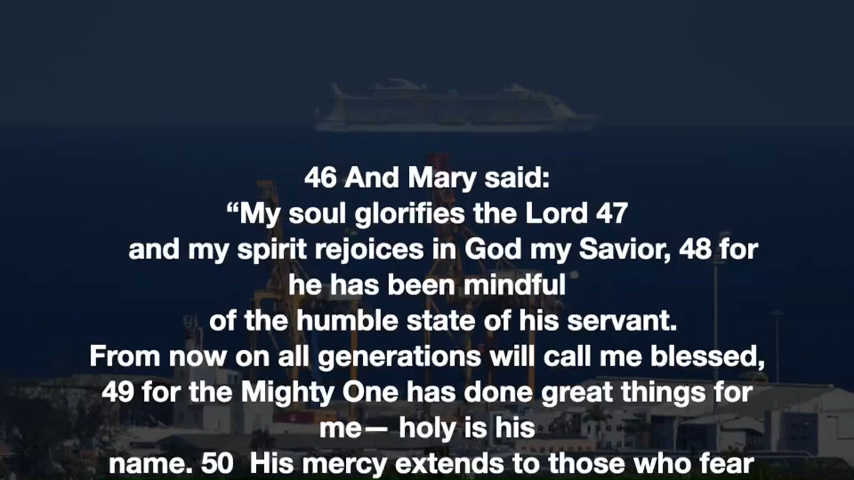 46 And Mary said:
“My soul glorifies the Lord 47
and my spirit rejoices in God my Savior, 48 for
he has been mindful
of the humble state of his servant.
From now on all generations will call me blessed,
49 for the Mighty One has done great things for
me— holy is his
name. 50 His mercy extends to those who fear